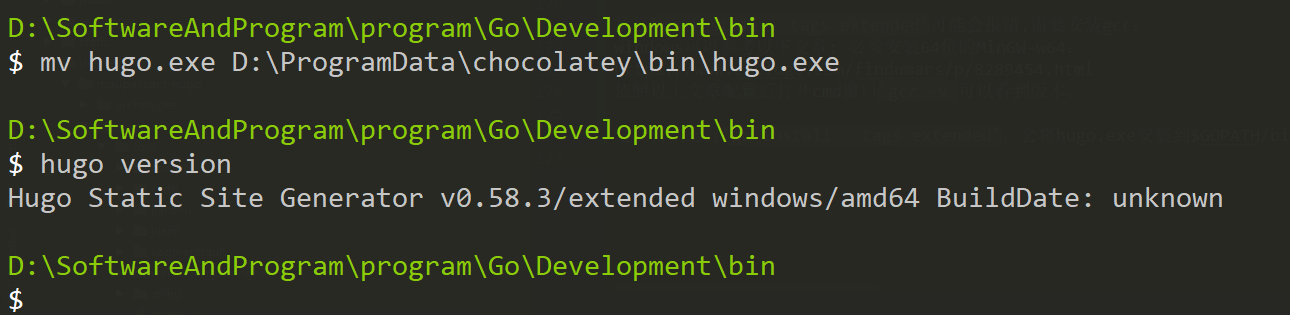 D:\SoftwareAndProgram\program\Go\Development\bin
$ mv hugo.exe D:\ProgramData\chocolatey\bin\hugo.exe
D:\SoftwareAndProgram\program\Go\Development\bin
$ hugo version
Hugo Static Site Generator v0.58.3/extended windows/amd64 BuildDate: unknown
D:\SoftwareAndProgram\program\Go\Development\bin
$